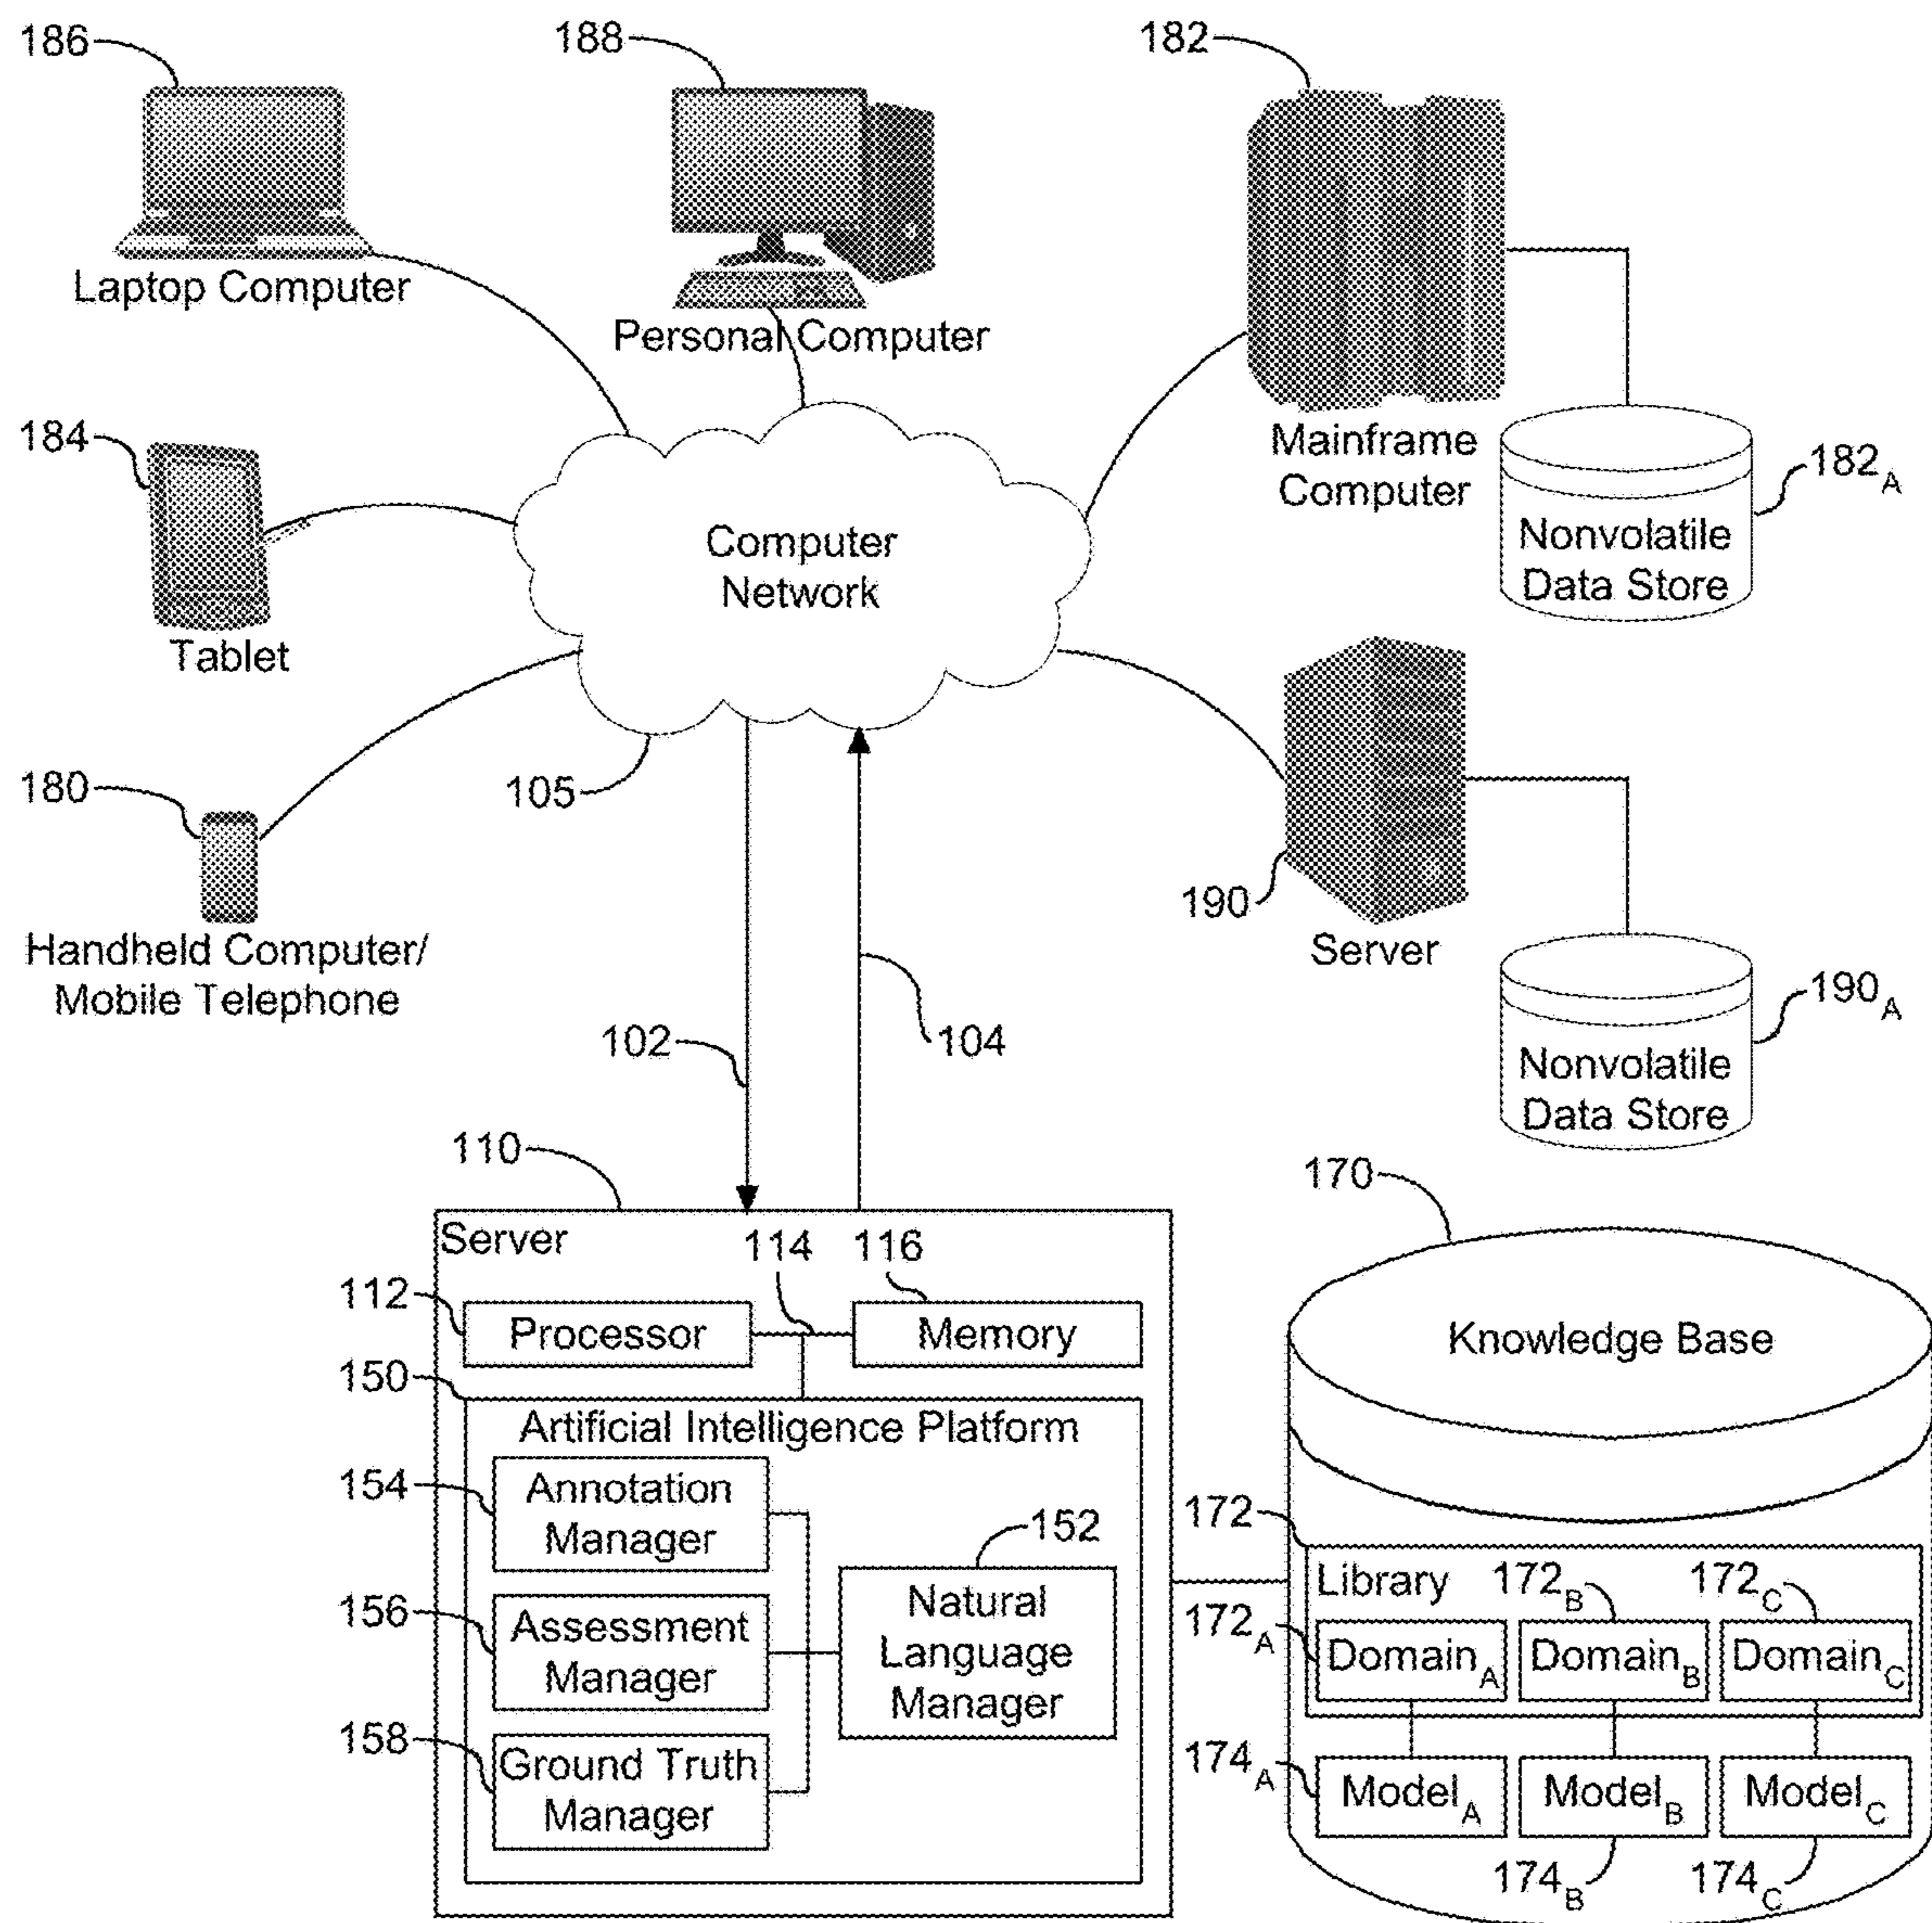 186
188
182
Laptop Computer
Personal Computer
Mainframe
Computer
182A
Nonvolatile
Data Store
184
Tablet
Computer
Network
180
Handheld Computer/
Mobile Telephone
105
190
Server
190A
Nonvolatile
Data Store
102
104
110
Server
114
116
112
Processor
Memory
150
Artificial Intelligence Platform
154
Annotation
Manager
152
156
Assessment
Manager
Natural
Language
Manager
158
Ground Truth
Manager
170
Knowledge Base
172
Library
172B
172C
172A
DomainA
DomainB
DomainC
174A
ModelA
ModelB
ModelC
174B
174C